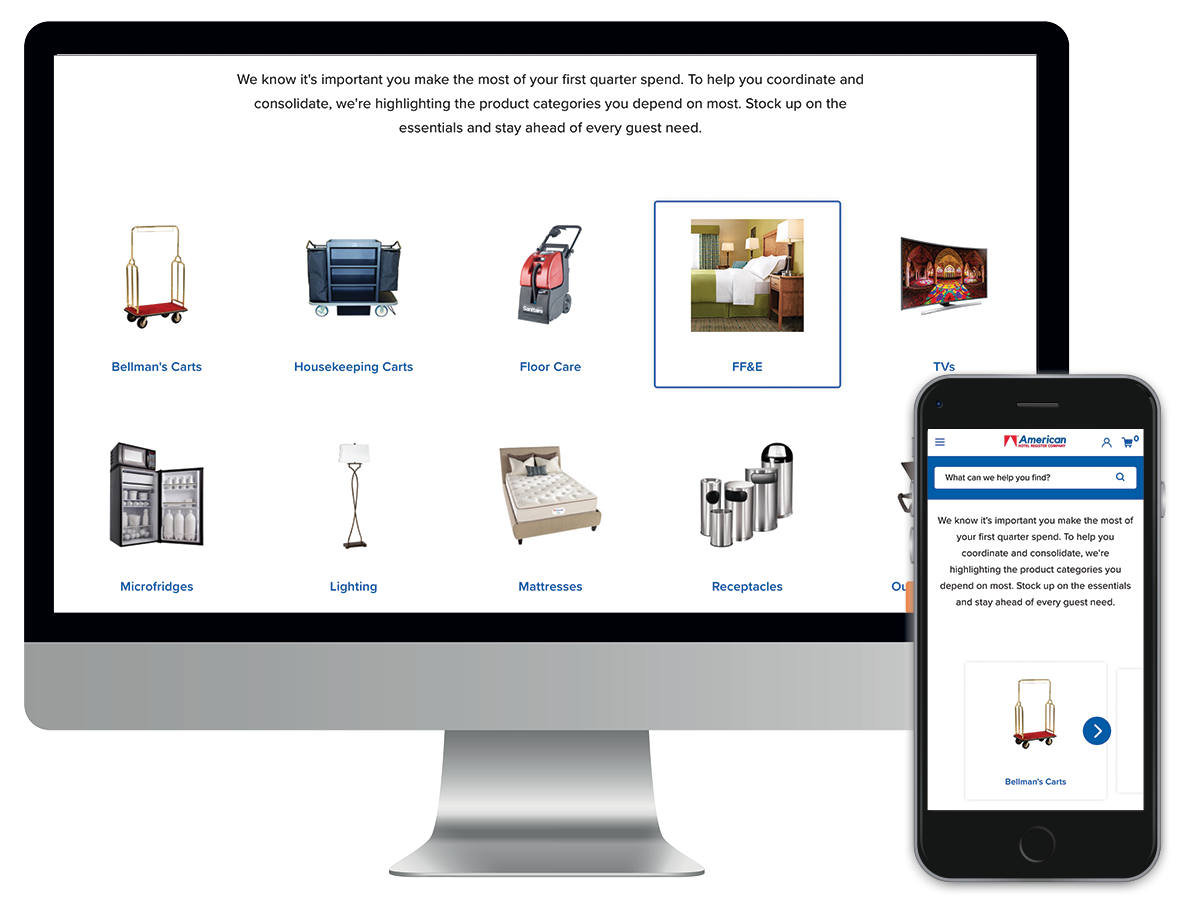 We know it's important you make the most of your first quarter spend. To help you coordinate and
consolidate, we're highlighting the product categories you depend on most. Stock up on the
essentials and stay ahead of every guest need.
Sanitaire
Bellman's Carts
Housekeeping Carts
Floor Care
FF&E
TVs
Microfridges
Lighting
Mattresses
Receptacles
Ou
American
HOTEL REGISTER COMPANY
0
What can we help you find?
We know it's important you make the most of
your first quarter spend. To help you
coordinate and consolidate, we're
highlighting the product categories you
depend on most. Stock up on the essentials
and stay ahead of every guest need.
Bellman's Carts